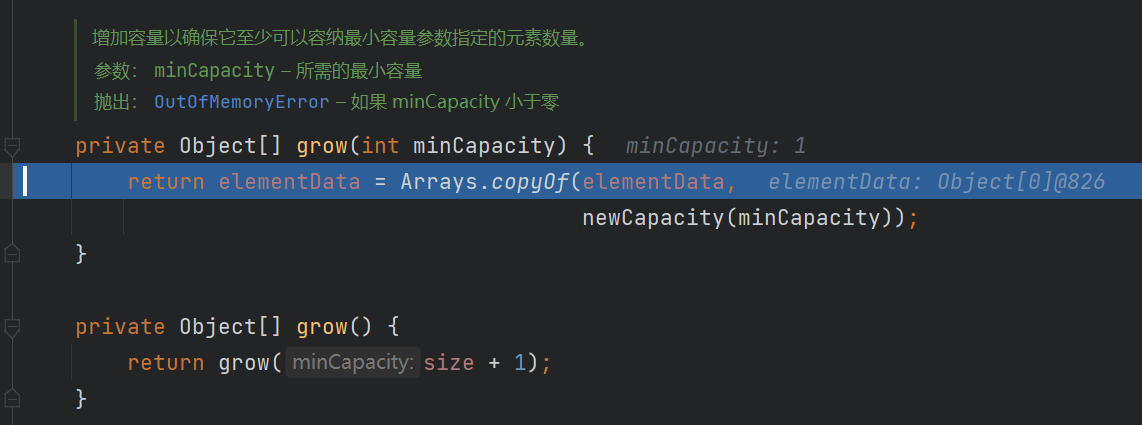 增加容量以确保它至少可以容纳最小容量参数指定的元素数量。
参数： minCapacity – 所需的最小容量
抛出： OutOfMemoryError – 如果 minCapacity 小于零
private Object[] grow(int minCapacity) {  minCapacity: 1
return elementData = Arrays.copyOf(elementData,  elementData: Object[0]@826
newCapacity(minCapacity));
}
private Object[] grow() {
return grow( minCapacity: size + 1);
}